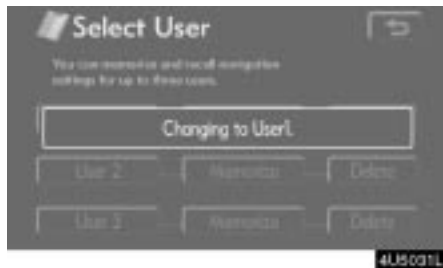 Select User
You can memorize and recall navigation
settings for up to three users.
Changing to User1.
User 2 Memorize Delete
User 3 Memorize Delete
4U5031L